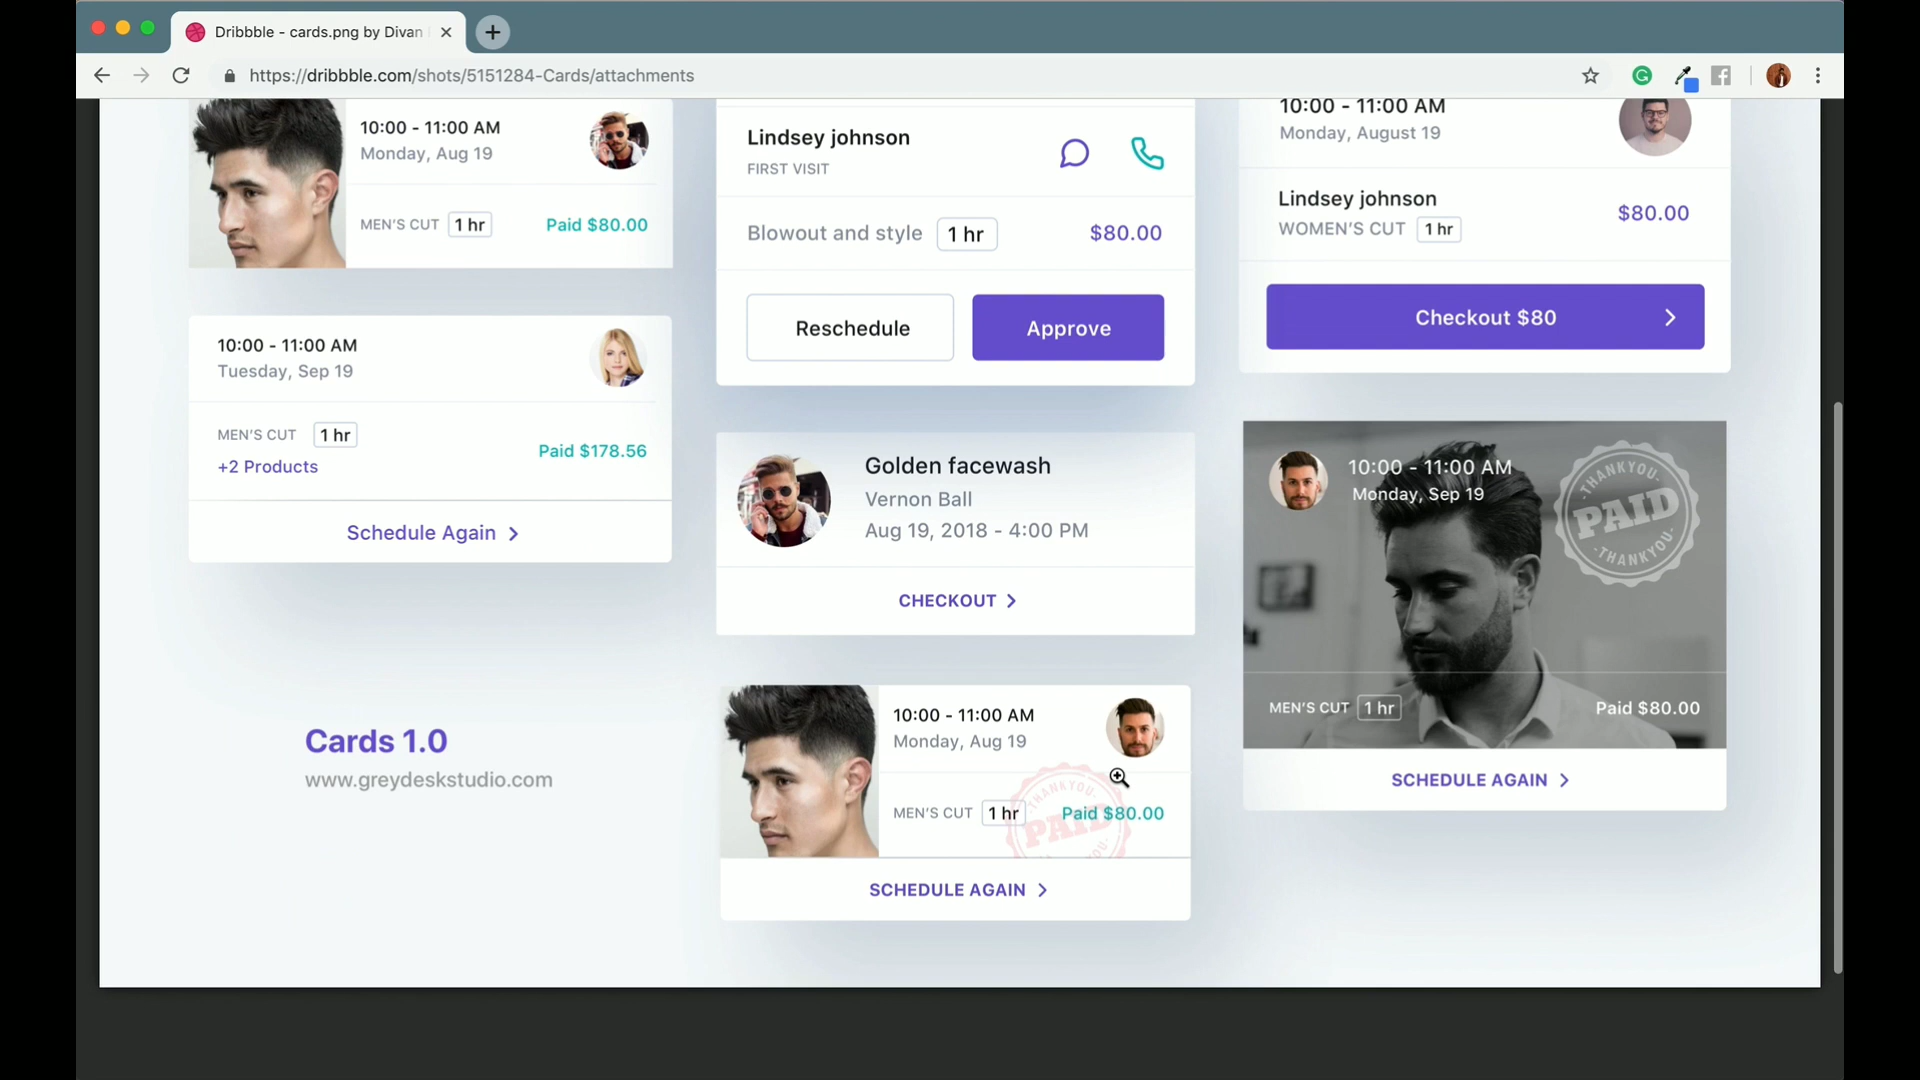 Dribbble - cards.png by Divan
https://dribbble.com/shots/5151284-Cards/attachments
10:00 - 11:00 AM
Monday, Aug 19
MEN'S CUT 1 hr Paid $80.00
10:00 - 11:00 AM
Tuesday, Sep 19
MEN'S CUT 1 hr
+2 Products
Paid $178.56
Schedule Again
Cards 1.0
www.greydeskstudio.com
Lindsey johnson
FIRST VISIT
Blowout and style 1 hr $80.00
Reschedule Approve
Golden facewash
Vernon Ball
Aug 19, 2018 - 4:00 PM
CHECKOUT
10:00 - 11:00 AM
Monday, Aug 19
THANKYOU
PAID
MEN'S CUT 1 hr Paid $80.00
SCHEDULE AGAIN
10:00 - 11:00 AM
Monday, August 19
Lindsey johnson
WOMEN'S CUT 1 hr
$80.00
Checkout $80
10:00 - 11:00 AM
Monday, Sep 19
-THANKYOU-
PAID
-THANKYOU-
MEN'S CUT 1 hr Paid $80.00
SCHEDULE AGAIN